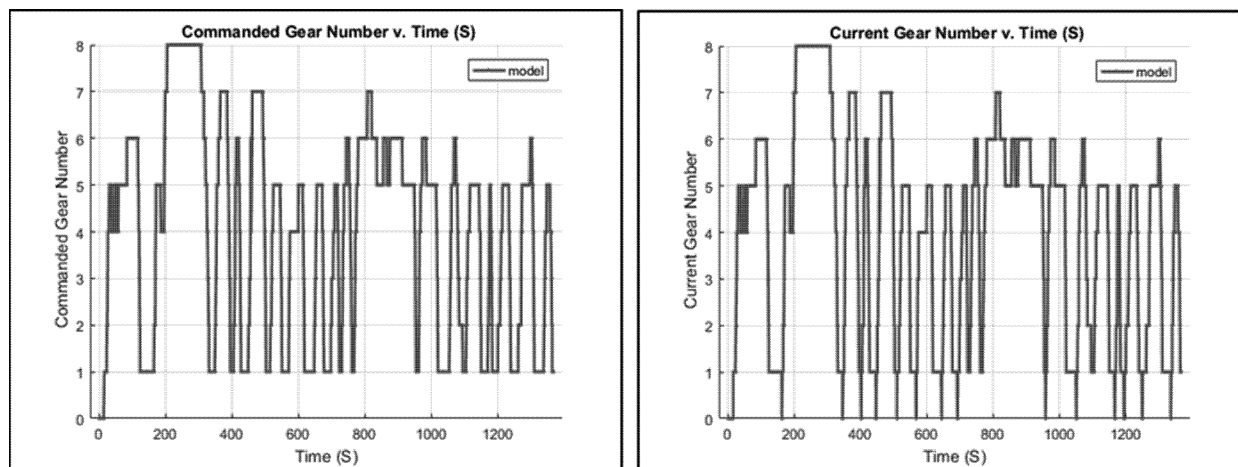 Commanded Gear Number v. Time (S)
8
7
6
5
4
3
2
1
0
Commanded Gear Number
model
0 200 400 600 800 1000 1200
Time (S)
Current Gear Number v. Time (S)
8
7
6
5
4
3
2
1
0
Current Gear Number
model
0 200 400 600 800 1000 1200
Time (S)